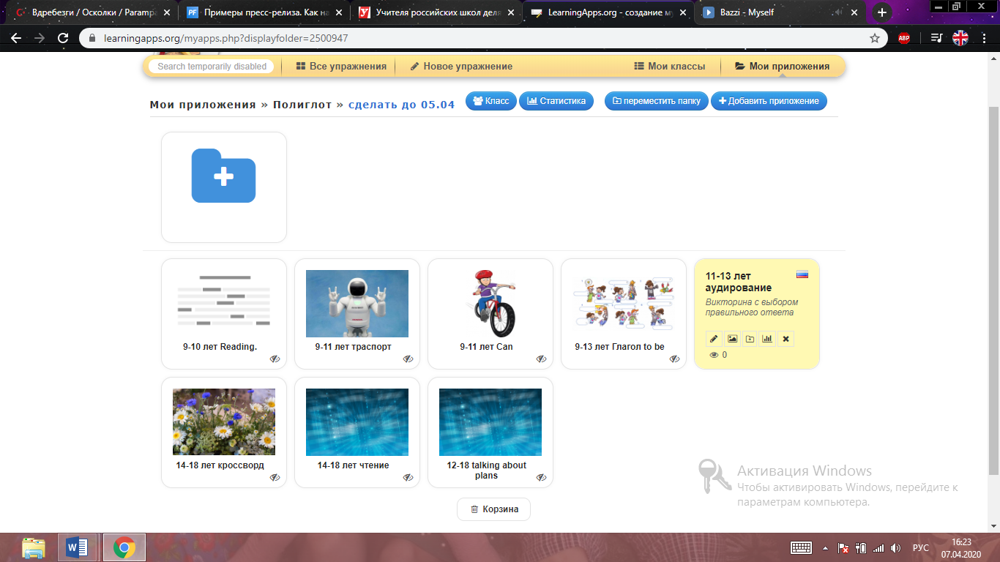 Вдребезги / Осколки / Paramp
Примеры пресс-релиза. Как на
Учителя российских школ деля
LearningApps.org - создание му
Bazzi - Myself
learningapps.org/myapps.php?displayfolder=2500947
ABP
Search temporarily disabled
Все упражнения
Новое упражнение
Мои классы
Мои приложения
Мои приложения » Полиглот » сделать до 05.04
Класс
Статистика
переместить папку
Добавить приложение
9-10 лет Reading.
9-11 лет траспорт
9-11 лет Can
9-13 лет Глагол to be
11-13 лет
аудирование
Викторина с выбором
правильного ответа
0
14-18 лет кроссворд
14-18 лет чтение
12-18 talking about
plans
Корзина
Активация Windows
Чтобы активировать Windows, перейдите к
параметрам компьютера.
РУС
16:23
07.04.2020